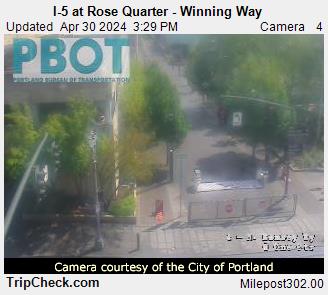 I-5 at Rose Quarter - Winning Way
Updated Apr 30 2024 3:29 PM Camera 4
PBOT
PORTLAND BUREAU OF TRANSPORTATION
Camera courtesy of the City of Portland
TripCheck.com Milepost302.00